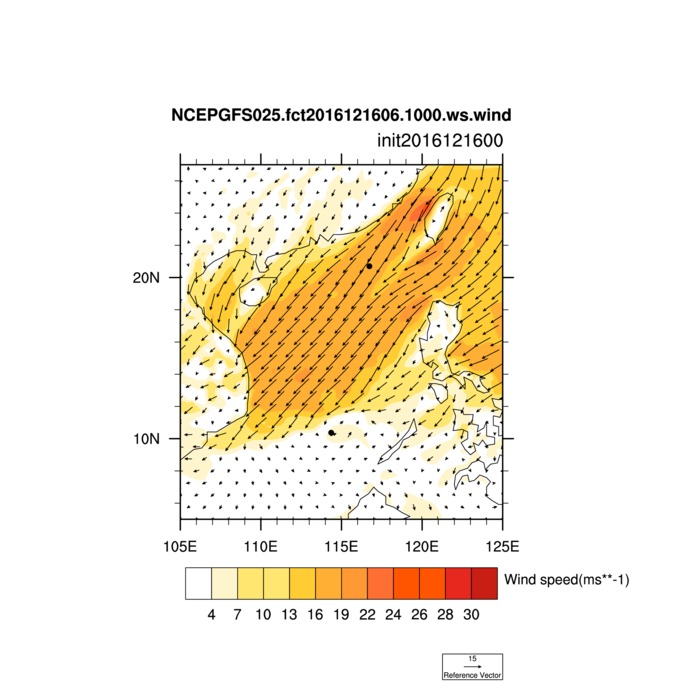 NCEPGFS025.fct2016121606.1000.ws.wind
init2016121600
20N
10N
105E 110E 115E 120E 125E
Wind speed(ms**-1)
4 7 10 13 16 19 22 24 26 28 30
15
Reference Vector